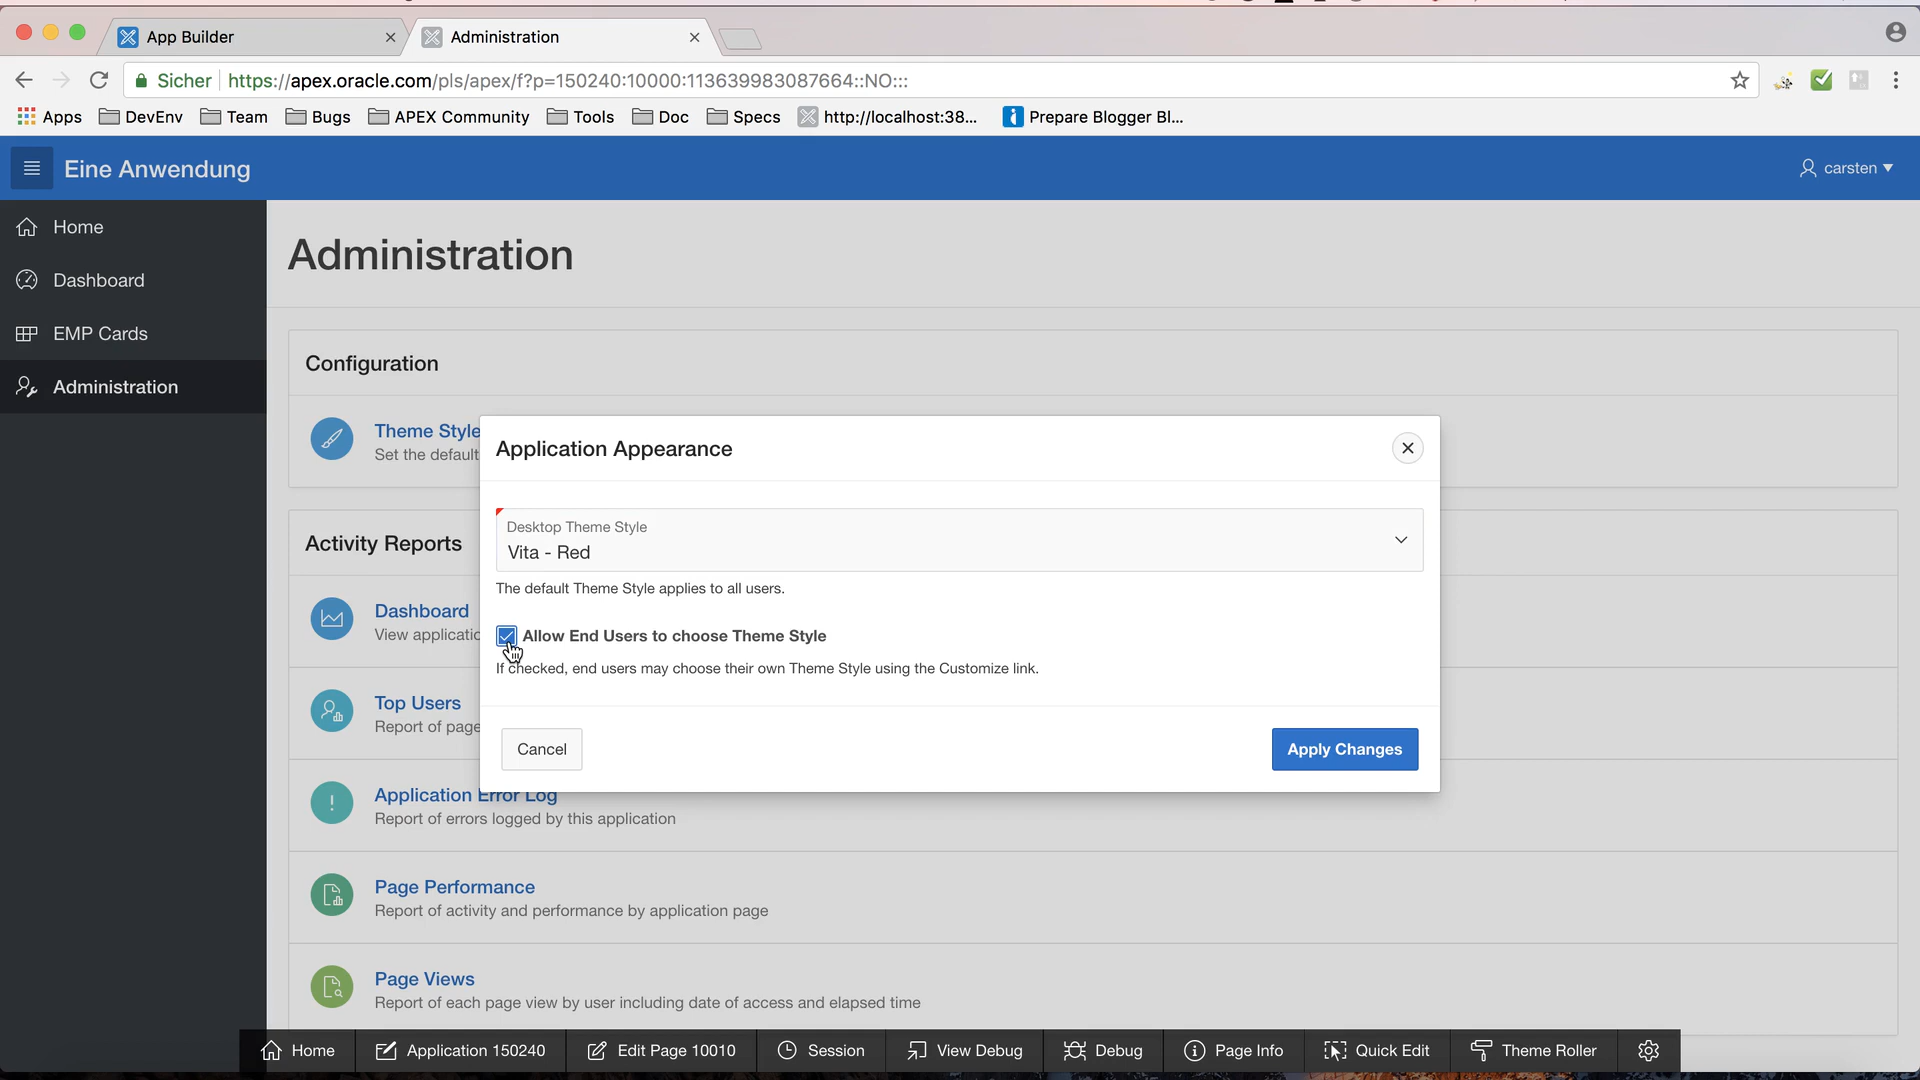 App Builder
Administration
Sicher
https://apex.oracle.com/pls/apex/f?p=150240:10000:113639983087664::NO:::
Apps DevEnv Team Bugs APEX Community Tools Doc Specs http://localhost:38... Prepare Blogger Bl...
Eine Anwendung
carsten
Home
Dashboard
EMP Cards
Administration
Administration
Configuration
Theme Style
Set the default
Activity Reports
Dashboard
View applicatio
Top Users
Report of page
Application Error Log
Report of errors logged by this application
Page Performance
Report of activity and performance by application page
Page Views
Report of each page view by user including date of access and elapsed time
Application Appearance
Desktop Theme Style
Vita - Red
The default Theme Style applies to all users.
Allow End Users to choose Theme Style
If checked, end users may choose their own Theme Style using the Customize link.
Cancel
Apply Changes
Home Application 150240 Edit Page 10010 Session View Debug Debug Page Info Quick Edit Theme Roller